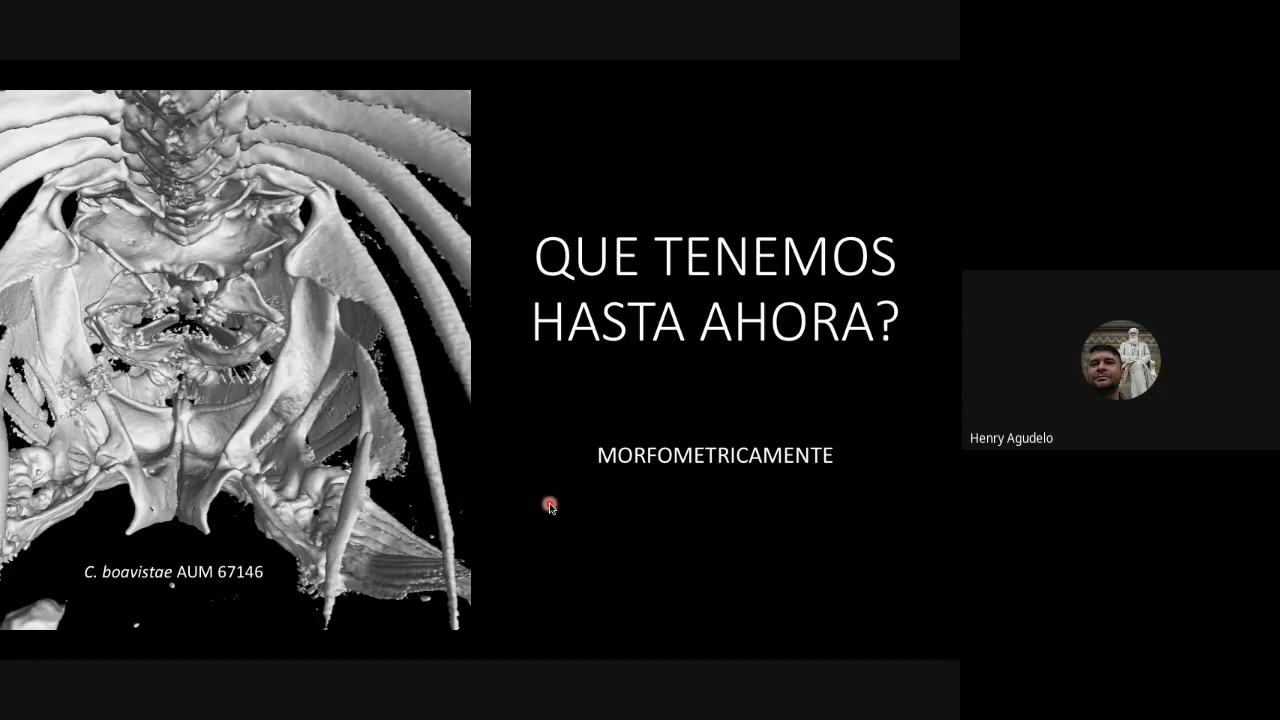 QUE TENEMOS
HASTA AHORA?
MORFOMETRICAMENTE
C. boavistae AUM 67146
Henry Agudelo